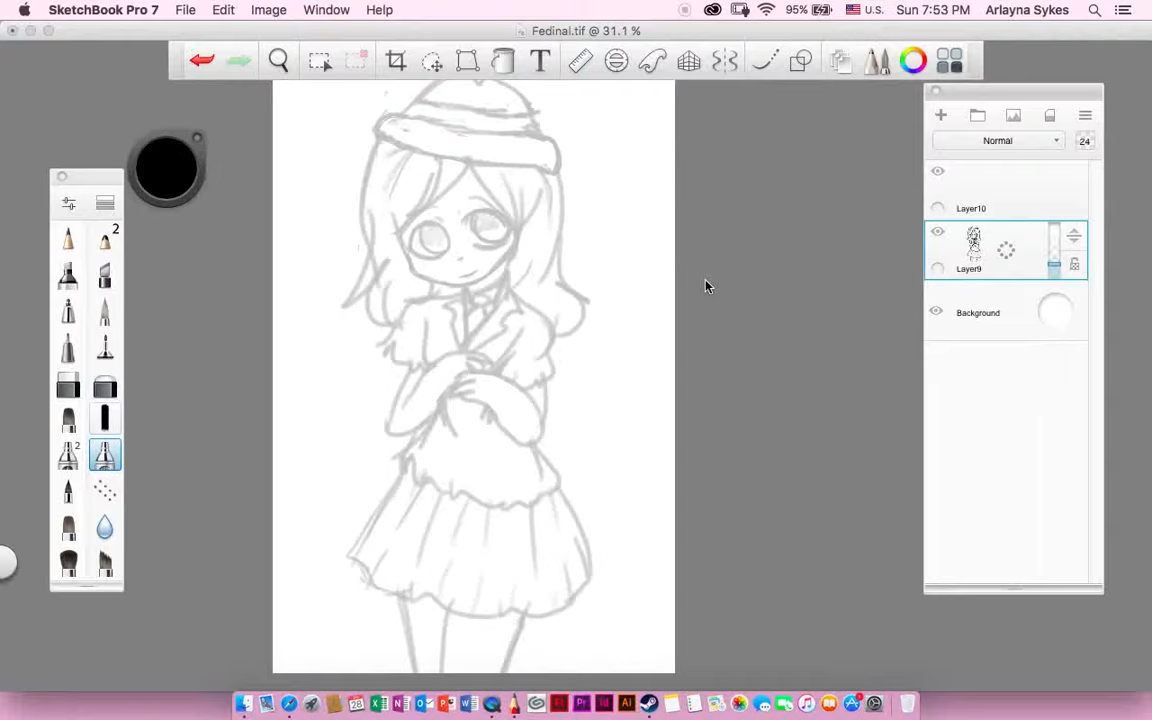 SketchBook Pro 7 File Edit Image Window Help 95% U.S. Sun 7:53 PM Arlayna Sykes
Fedinal.tif @ 31.1 %
T
Normal 24
2
Layer10
Layer9
Background
2
28